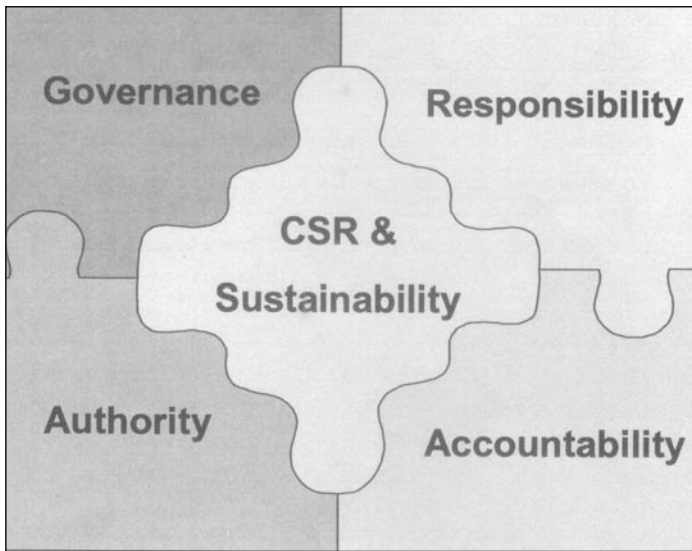 Governance
Responsibility
CSR &
Sustainability
Authority
Accountability